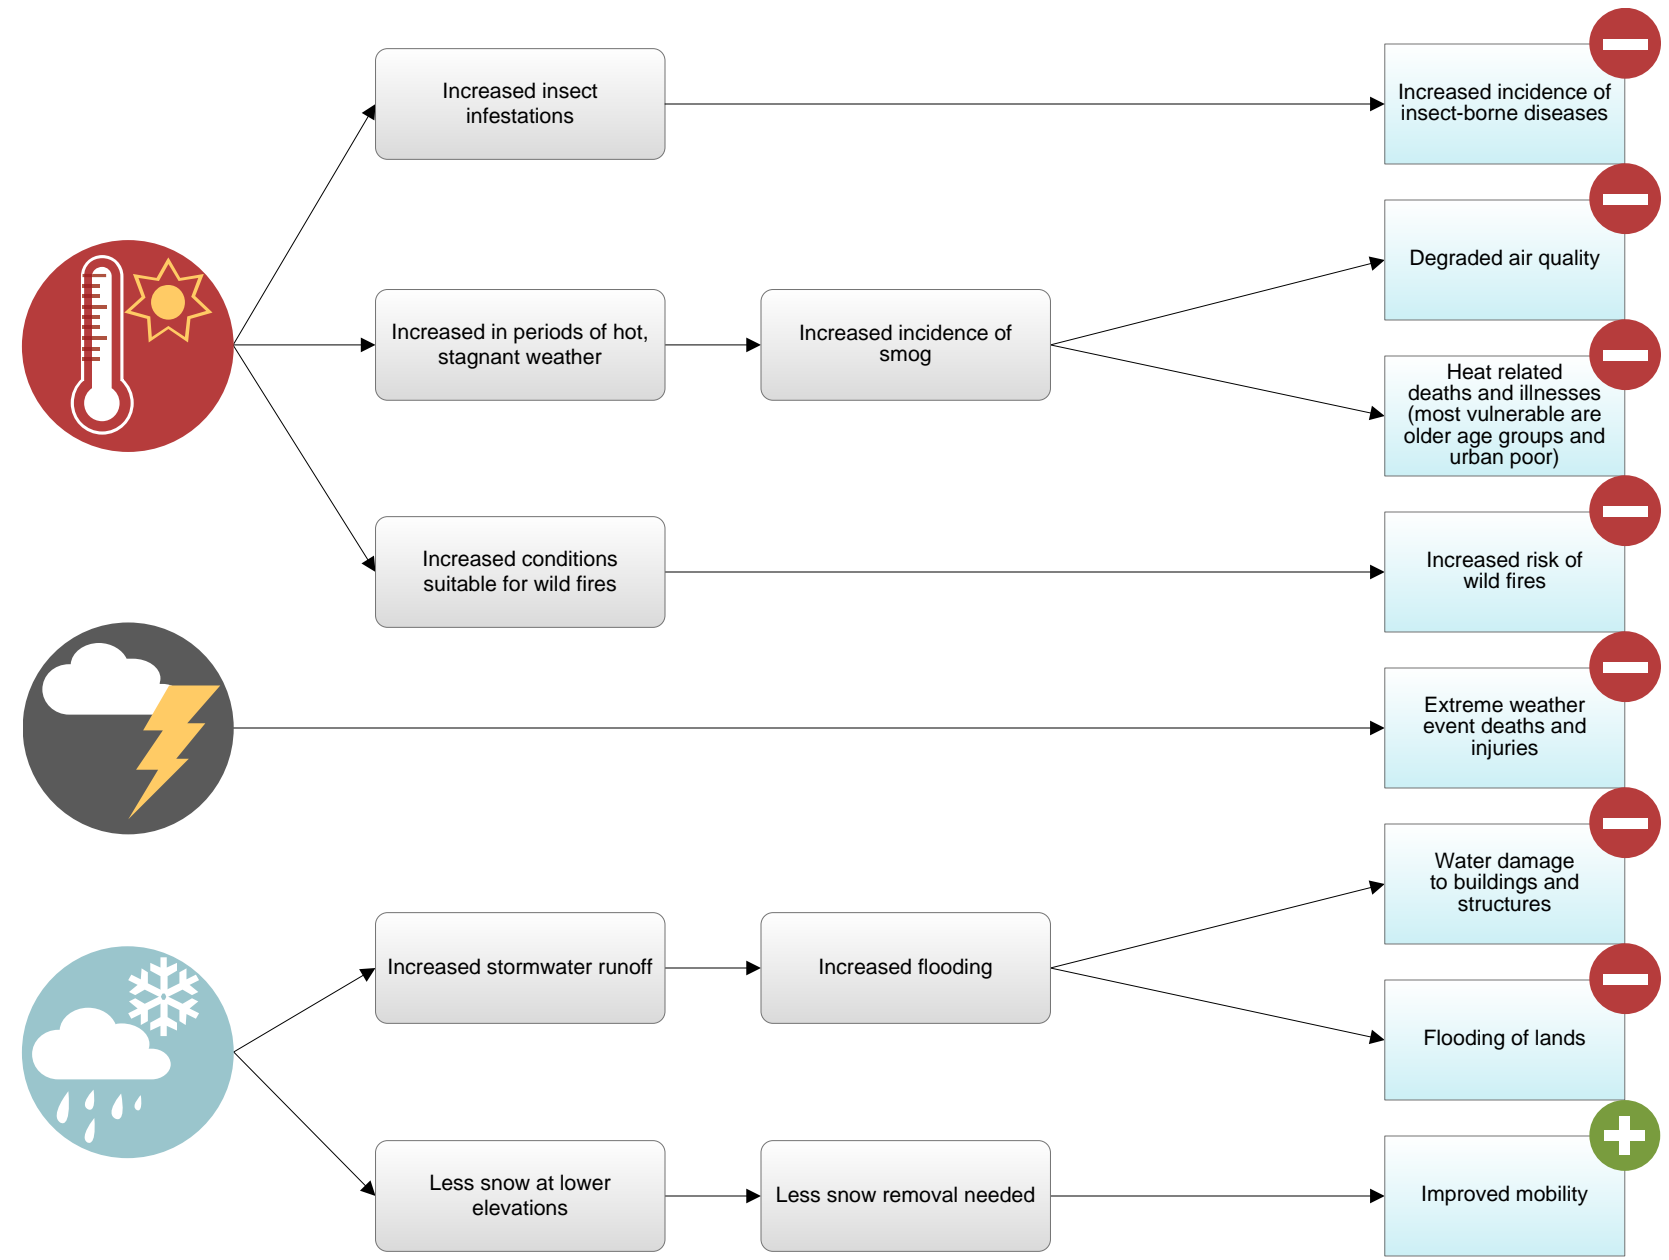 Increased insect
infestations
Increased incidence of
insect-borne diseases
Increased in periods of hot,
stagnant weather
Increased incidence of
smog
Degraded air quality
Heat related
deaths and illnesses
(most vulnerable are
older age groups and
urban poor)
Increased conditions
suitable for wild fires
Increased risk of
wild fires
Extreme weather
event deaths and
injuries
Increased stormwater runoff
Increased flooding
Water damage
to buildings and
structures
Flooding of lands
Less snow at lower
elevations
Less snow removal needed
Improved mobility